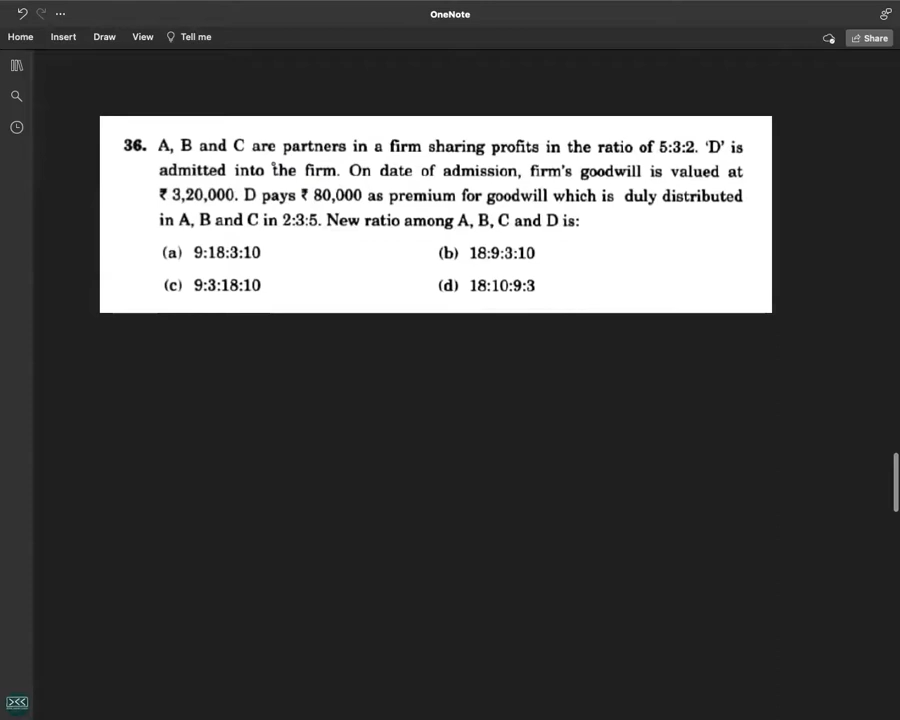 OneNote
Home Insert Draw View Tell me
Share
36. A, B and C are partners in a firm sharing profits in the ratio of 5:3:2. 'D' is
admitted into the firm. On date of admission, firm's goodwill is valued at
₹ 3,20,000. D pays ₹ 80,000 as premium for goodwill which is duly distributed
in A, B and C in 2:3:5. New ratio among A, B, C and D is:
(a) 9:18:3:10 (b) 18:9:3:10
(c) 9:3:18:10 (d) 18:10:9:3